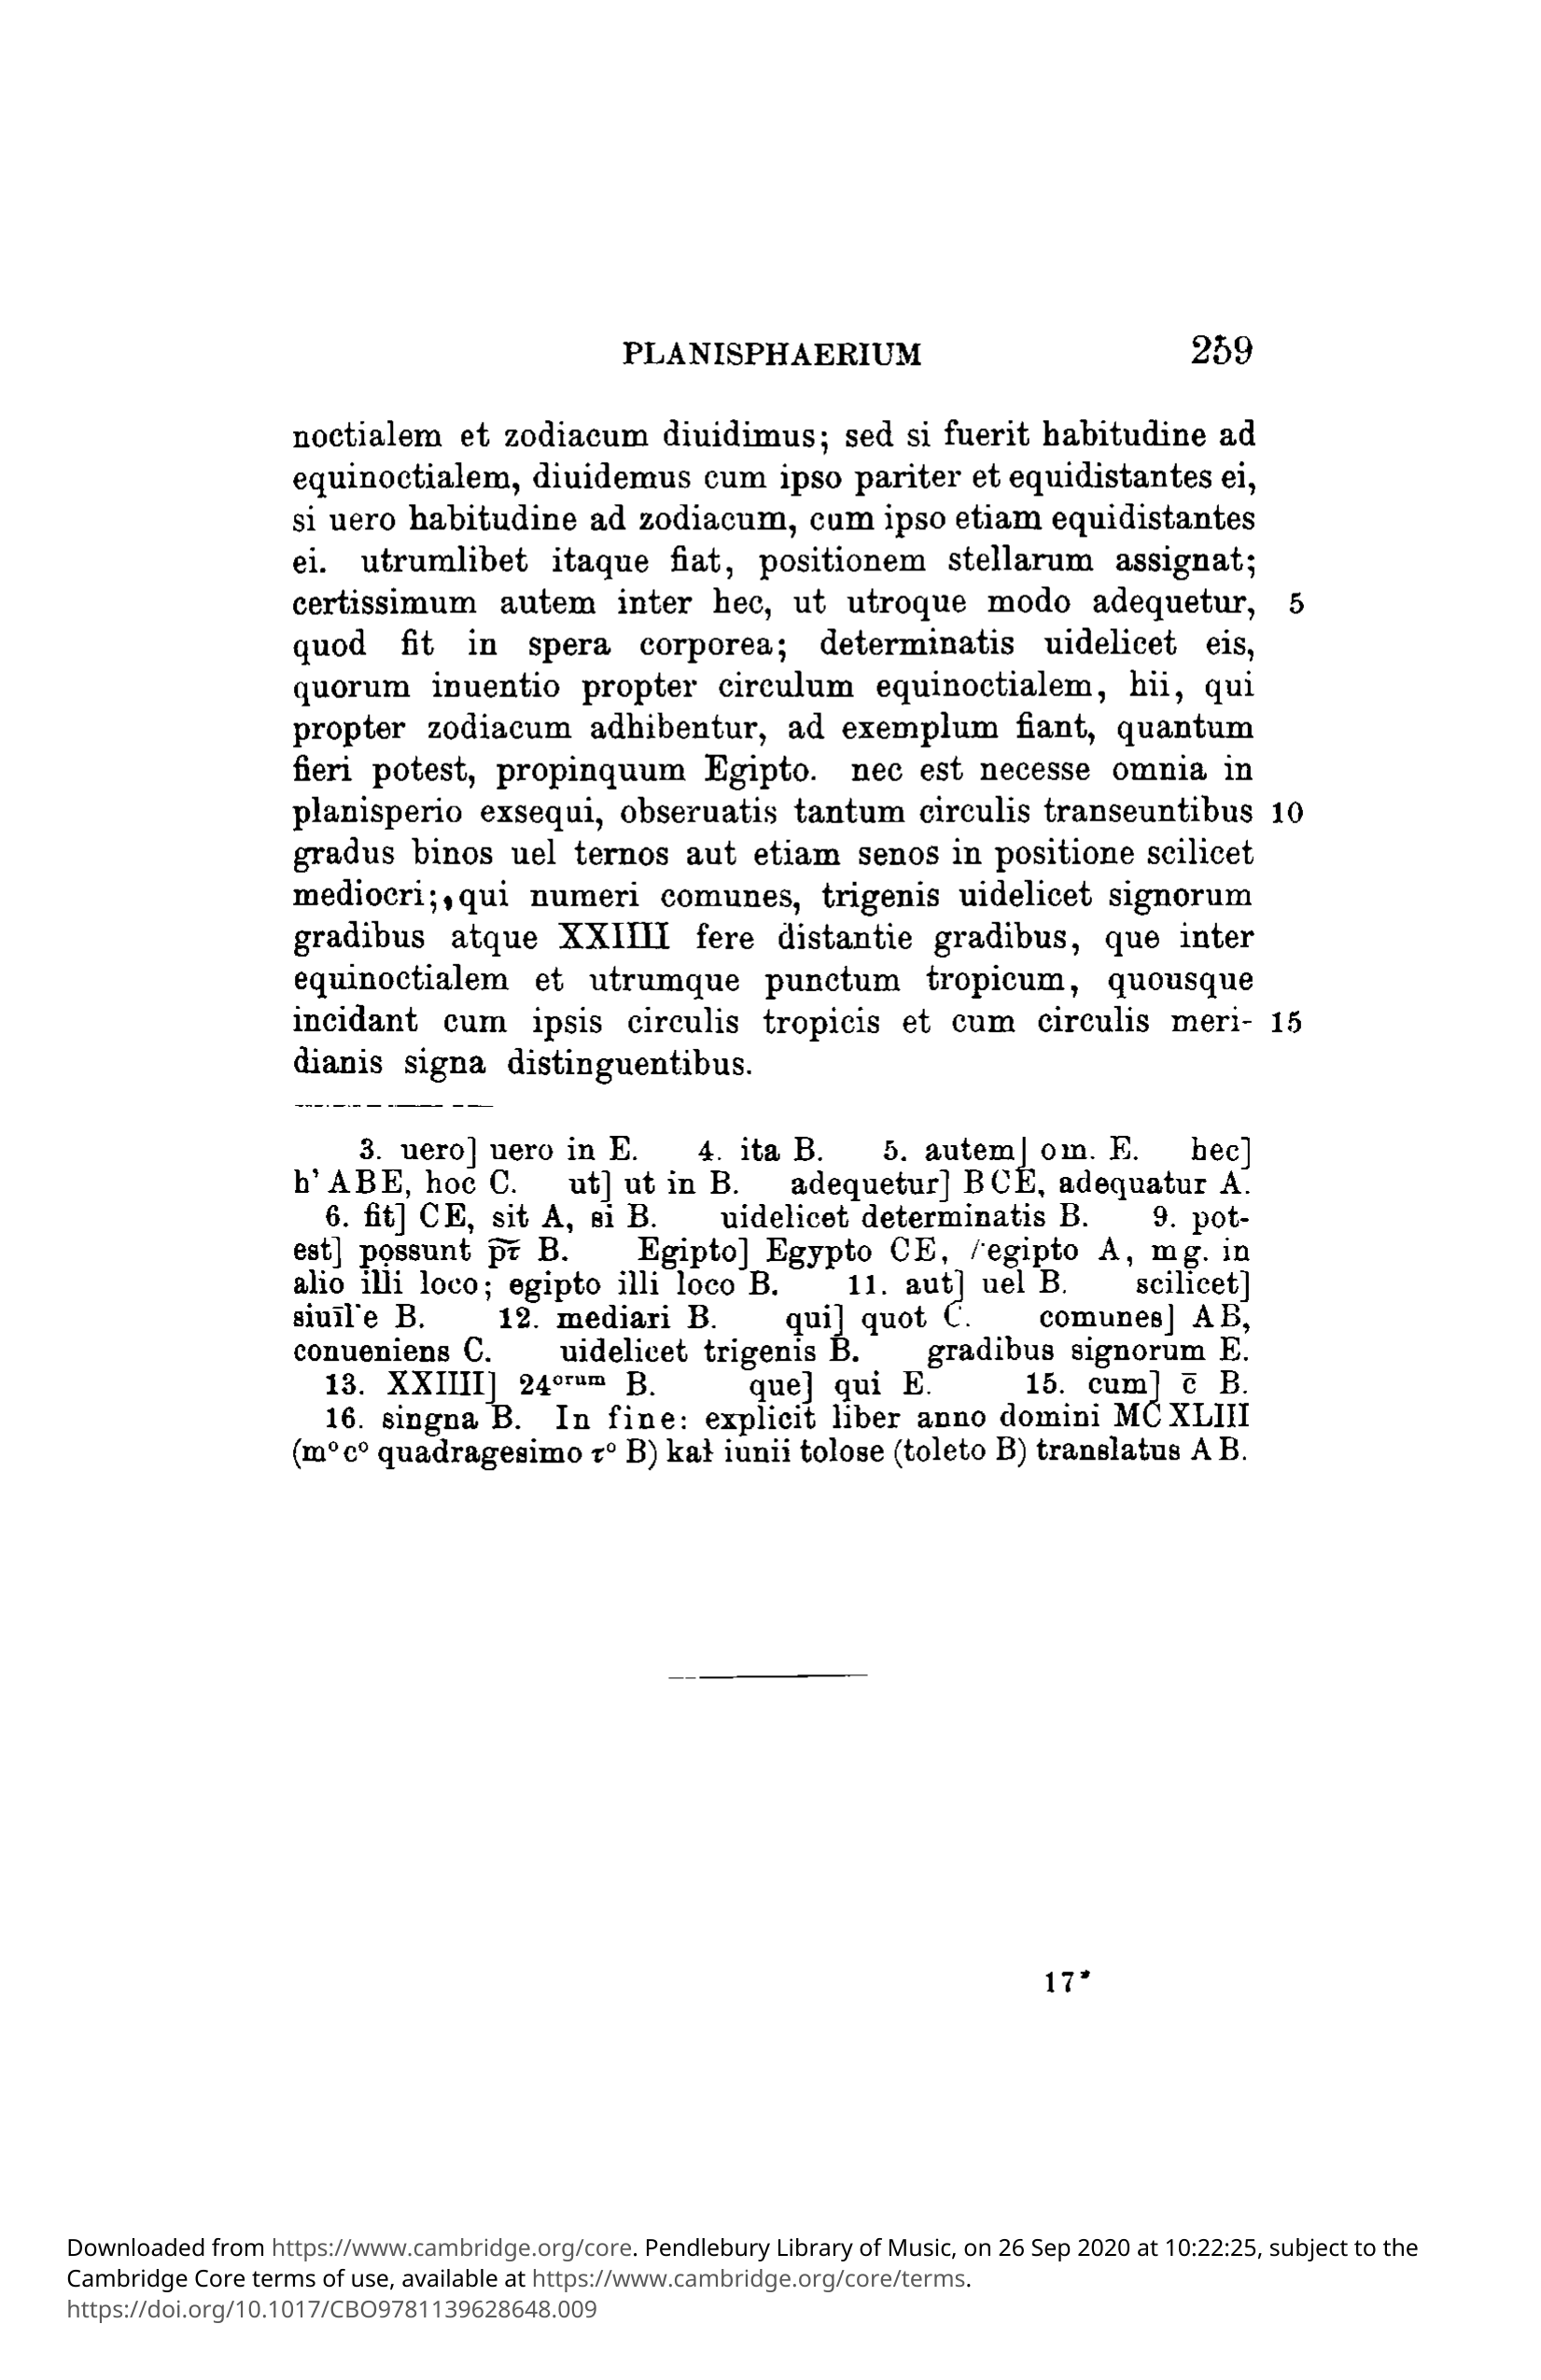 PLANISPHAERIUM 259
noctialem et zodiacum diuidimus; sed si fuerit habitudine ad
equinoctialem, diuidemus cum ipso pariter et equidistantes ei,
si uero habitudine ad zodiacum, cum ipso etiam equidistantes
ei. utrumlibet itaque fiat, positionem stellarum assignat;
certissimum autem inter hec, ut utroque modo adequetur, 5
quod fit in spera corporea; determinatis uidelicet eis,
quorum inuentio propter circulum equinoctialem, hii, qui
propter zodiacum adhibentur, ad exemplum fiant, quantum
fieri potest, propinquum Egipto. nec est necesse omnia in
planisperio exsequi, obseruatis tantum circulis transeuntibus 10
gradus binos uel ternos aut etiam senos in positione scilicet
mediocri; qui numeri comunes, trigenis uidelicet signorum
gradibus atque XXIIII fere distantie gradibus, que inter
equinoctialem et utrumque punctum tropicum, quousque
incidant cum ipsis circulis tropicis et cum circulis meri- 15
dianis signa distinguentibus.
3. uero] uero in E. 4. ita B. 5. autem] om. E. hec]
h' ABE, hoc C. ut] ut in B. adequetur] BCE, adequatur A.
6. fit] CE, sit A, si B. uidelicet determinatis B. 9. pot-
est] possunt p͠τ B. Egipto] Egypto CE, /·egipto A, mg. in
alio illi loco; egipto illi loco B. 11. aut] uel B. scilicet]
B. 12. mediari B. qui] quot C. comunes] AB,
conueniens C. uidelicet trigenis B. gradibus signorum E.
13. XXIIII] 24ᵒʳᵘᵐ B. que] qui E. 15. cum] c̄ B.
16. singna B. In fine: explicit liber anno domini MCXLIII
(mº cº quadragesimo τº B) kał iunii tolose (toleto B) translatus AB.
17*
Downloaded from https://www.cambridge.org/core. Pendlebury Library of Music, on 26 Sep 2020 at 10:22:25, subject to the
Cambridge Core terms of use, available at https://www.cambridge.org/core/terms.
https://doi.org/10.1017/CBO9781139628648.009